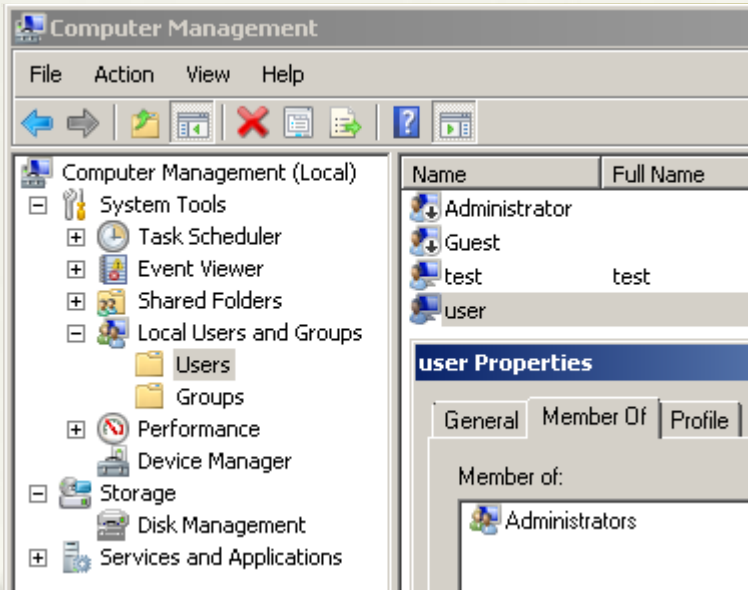 Computer Management
File Action View Help
Computer Management (Local)
System Tools
Task Scheduler
Event Viewer
Shared Folders
Local Users and Groups
Users
Groups
Performance
Device Manager
Storage
Disk Management
Services and Applications
Name Full Name
Administrator
Guest
test test
user
user Properties
General Member Of Profile
Member of:
Administrators